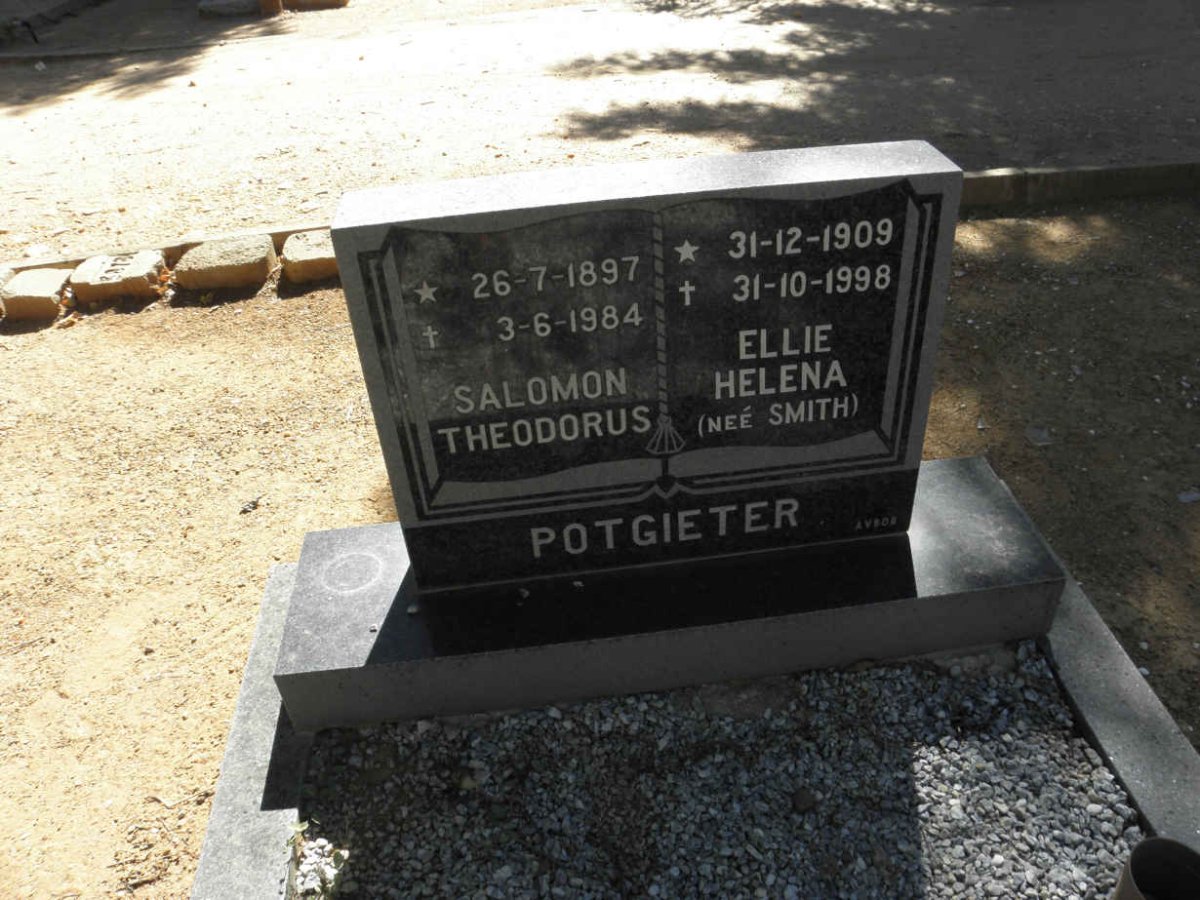 ★ 26-7-1897
✝ 3-6-1984
SALOMON
THEODORUS
★ 31-12-1909
✝ 31-10-1998
ELLIE
HELENA
(NEÉ SMITH)
POTGIETER
AVBOB